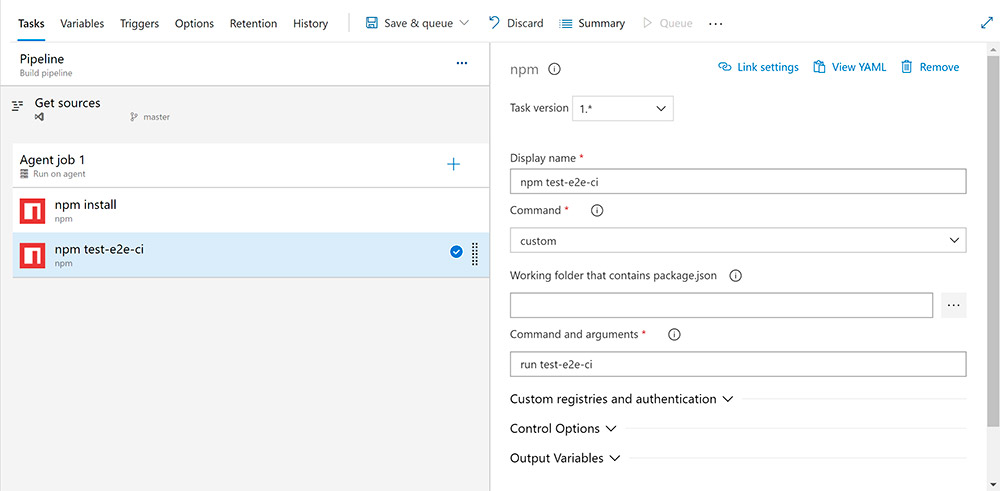 Tasks Variables Triggers Options Retention History Save & queue Discard Summary Queue ...
Pipeline
Build pipeline
...
Get sources
master
Agent job 1
Run on agent
npm install
npm
npm test-e2e-ci
npm
npm
Link settings View YAML Remove
Task version 1.*
Display name *
npm test-e2e-ci
Command *
custom
Working folder that contains package.json
...
Command and arguments *
run test-e2e-ci
Custom registries and authentication
Control Options
Output Variables